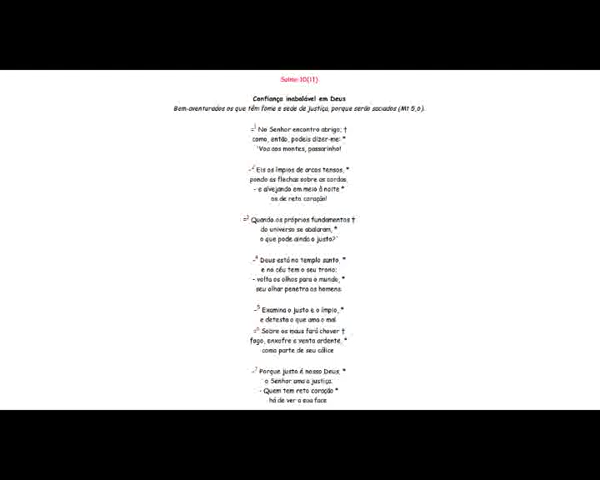 Salmo 10(11)
Confiança inabalável em Deus
Bem-aventurados os que têm fome e sede de justiça, porque serão saciados (Mt 5,6).
=1 No Senhor encontro abrigo; †
como, então, podeis dizer-me: *
'Voa aos montes, passarinho!
-2 Eis os ímpios de arcos tensos, *
pondo as flechas sobre as cordas,
- e alvejando em meio à noite *
os de reto coração!
=3 Quando os próprios fundamentos †
do universo se abalaram, *
o que pode ainda o justo?'
-4 Deus está no templo santo, *
e no céu tem o seu trono;
- volta os olhos para o mundo, *
seu olhar penetra os homens.
-5 Examina o justo e o ímpio, *
e detesta o que ama o mal
=6 Sobre os maus fará chover †
fogo, enxofre e vento ardente, *
como parte de seu cálice
-7 Porque justo é nosso Deus, *
o Senhor ama a justiça.
- Quem tem reto coração *
há de ver a sua face